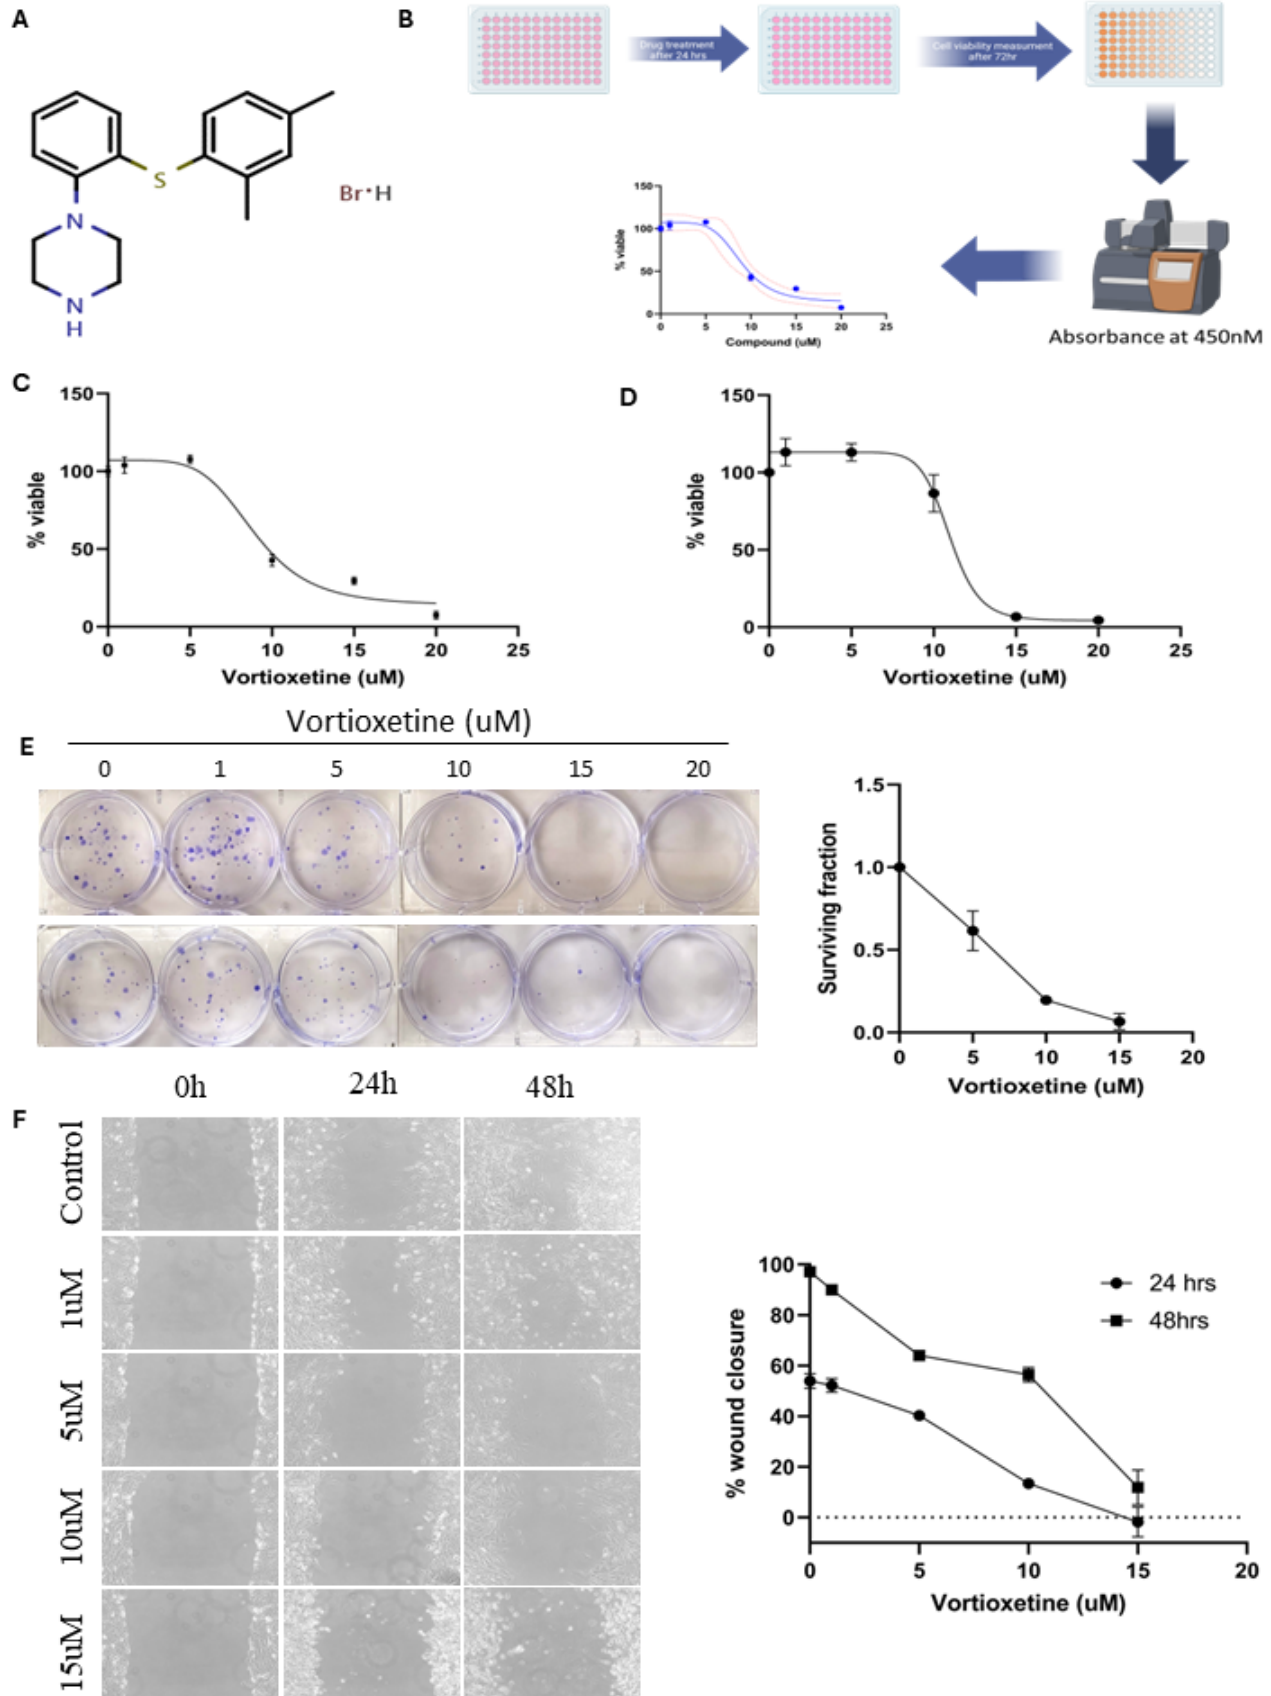 A
S
N
N
H
Br•H
B
Drug treatment
after 24 hrs
Cell viability measument
after 72hr
Absorbance at 450nM
150
100
50
0
% viable
0 5 10 15 20 25
Compound (uM)
C
150
100
50
0
% viable
0 5 10 15 20 25
Vortioxetine (uM)
D
150
100
50
0
% viable
0 5 10 15 20 25
Vortioxetine (uM)
E
Vortioxetine (uM)
0 1 5 10 15 20
1.5
1.0
0.5
0.0
Surviving fraction
0 5 10 15 20
Vortioxetine (uM)
F
0h 24h 48h
Control
1uM
5uM
10uM
15uM
100
80
60
40
20
0
% wound closure
24 hrs
48hrs
0 5 10 15 20
Vortioxetine (uM)